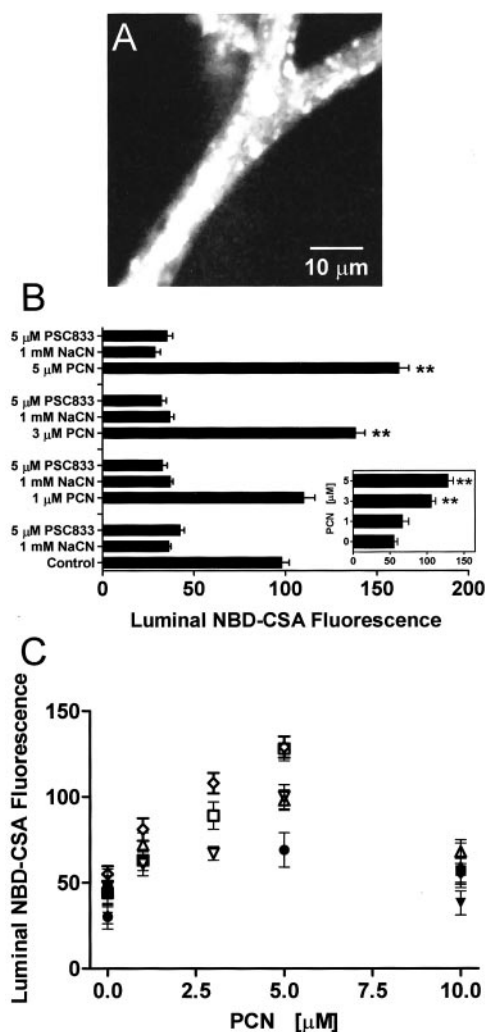 A
10 μm
B
5 μM PSC833
1 mM NaCN
5 μM PCN
**
5 μM PSC833
1 mM NaCN
3 μM PCN
**
5 μM PSC833
1 mM NaCN
1 μM PCN
5 μM PSC833
1 mM NaCN
Control
PCN [μM]
5
3
1
0
**
**
0 50 100 150
0 50 100 150 200
Luminal NBD-CSA Fluorescence
C
Luminal NBD-CSA Fluorescence
150
100
50
0
0.0 2.5 5.0 7.5 10.0
PCN [μM]